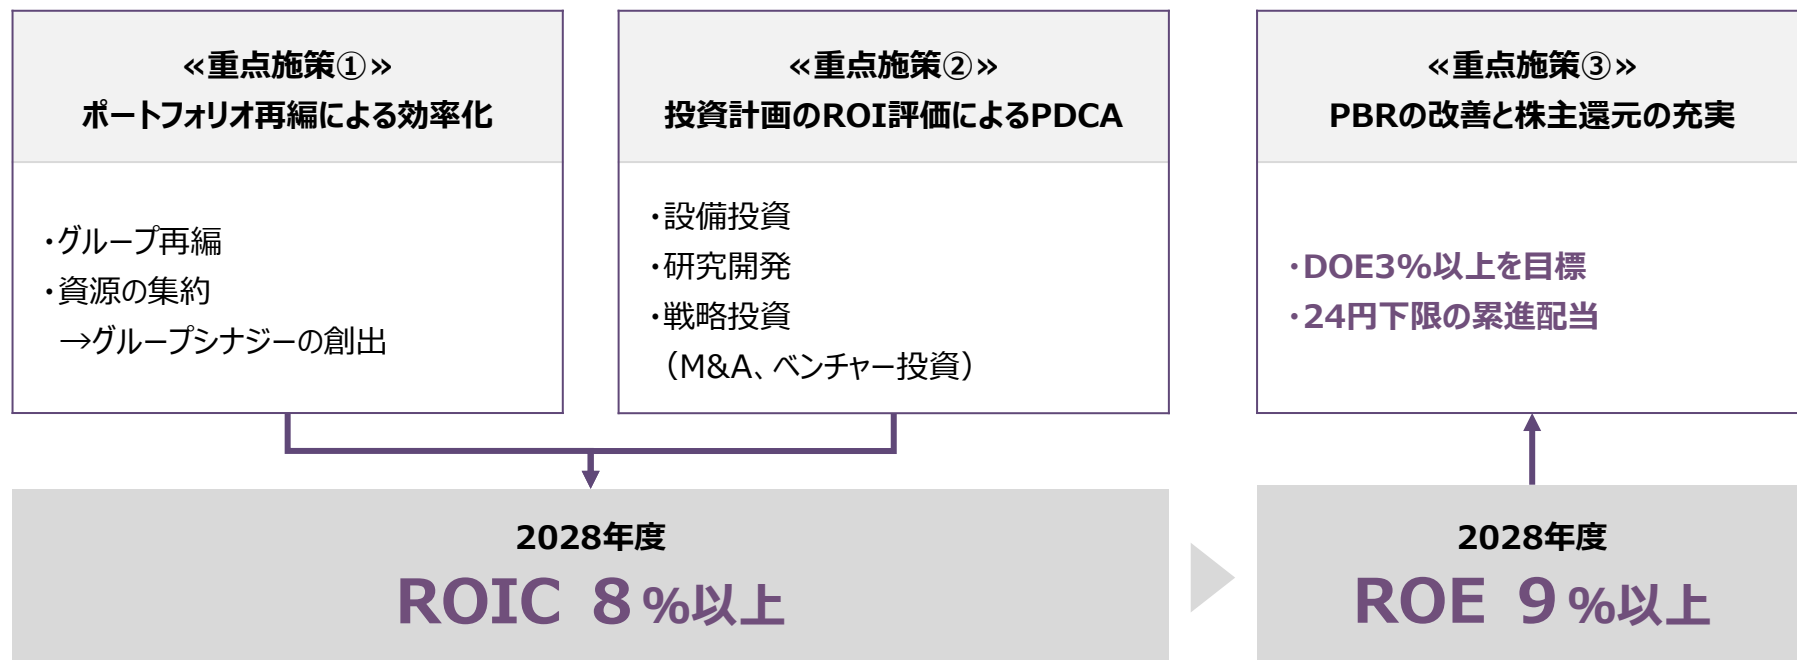 «重点施策①»
ポートフォリオ再編による効率化
・グループ再編
・資源の集約
→グループシナジーの創出
«重点施策②»
投資計画のROI評価によるPDCA
・設備投資
・研究開発
・戦略投資
（M&A、ベンチャー投資）
«重点施策③»
PBRの改善と株主還元の充実
・DOE3%以上を目標
・24円下限の累進配当
2028年度
ROIC ８%以上
2028年度
ROE ９%以上